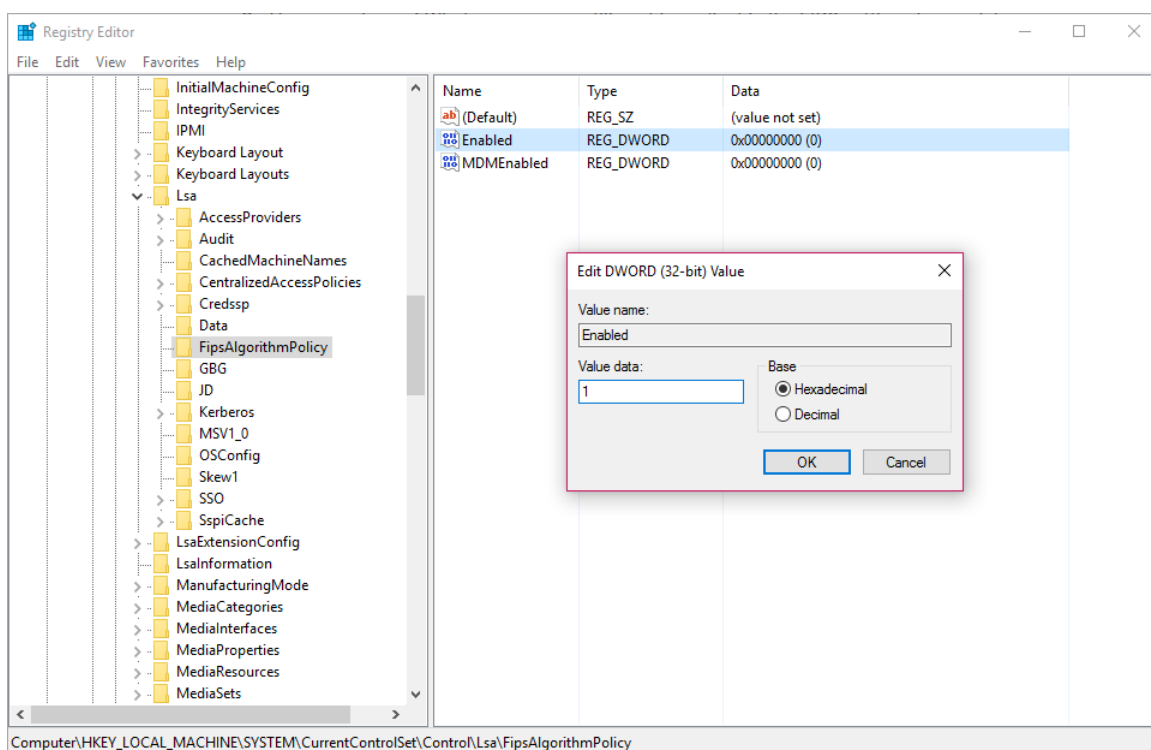 Registry Editor
File Edit View Favorites Help
InitialMachineConfig
IntegrityServices
IPMI
Keyboard Layout
Keyboard Layouts
Lsa
AccessProviders
Audit
CachedMachineNames
CentralizedAccessPolicies
Credssp
Data
FipsAlgorithmPolicy
GBG
JD
Kerberos
MSV1_0
OSConfig
Skew1
SSO
SspiCache
LsaExtensionConfig
LsaInformation
ManufacturingMode
MediaCategories
MediaInterfaces
MediaProperties
MediaResources
MediaSets
Name Type Data
ab (Default) REG_SZ (value not set)
Enabled REG_DWORD 0x00000000 (0)
MDMEnabled REG_DWORD 0x00000000 (0)
Edit DWORD (32-bit) Value
Value name:
Enabled
Value data:
1
Base
Hexadecimal
Decimal
OK Cancel
Computer\HKEY_LOCAL_MACHINE\SYSTEM\CurrentControlSet\Control\Lsa\FipsAlgorithmPolicy